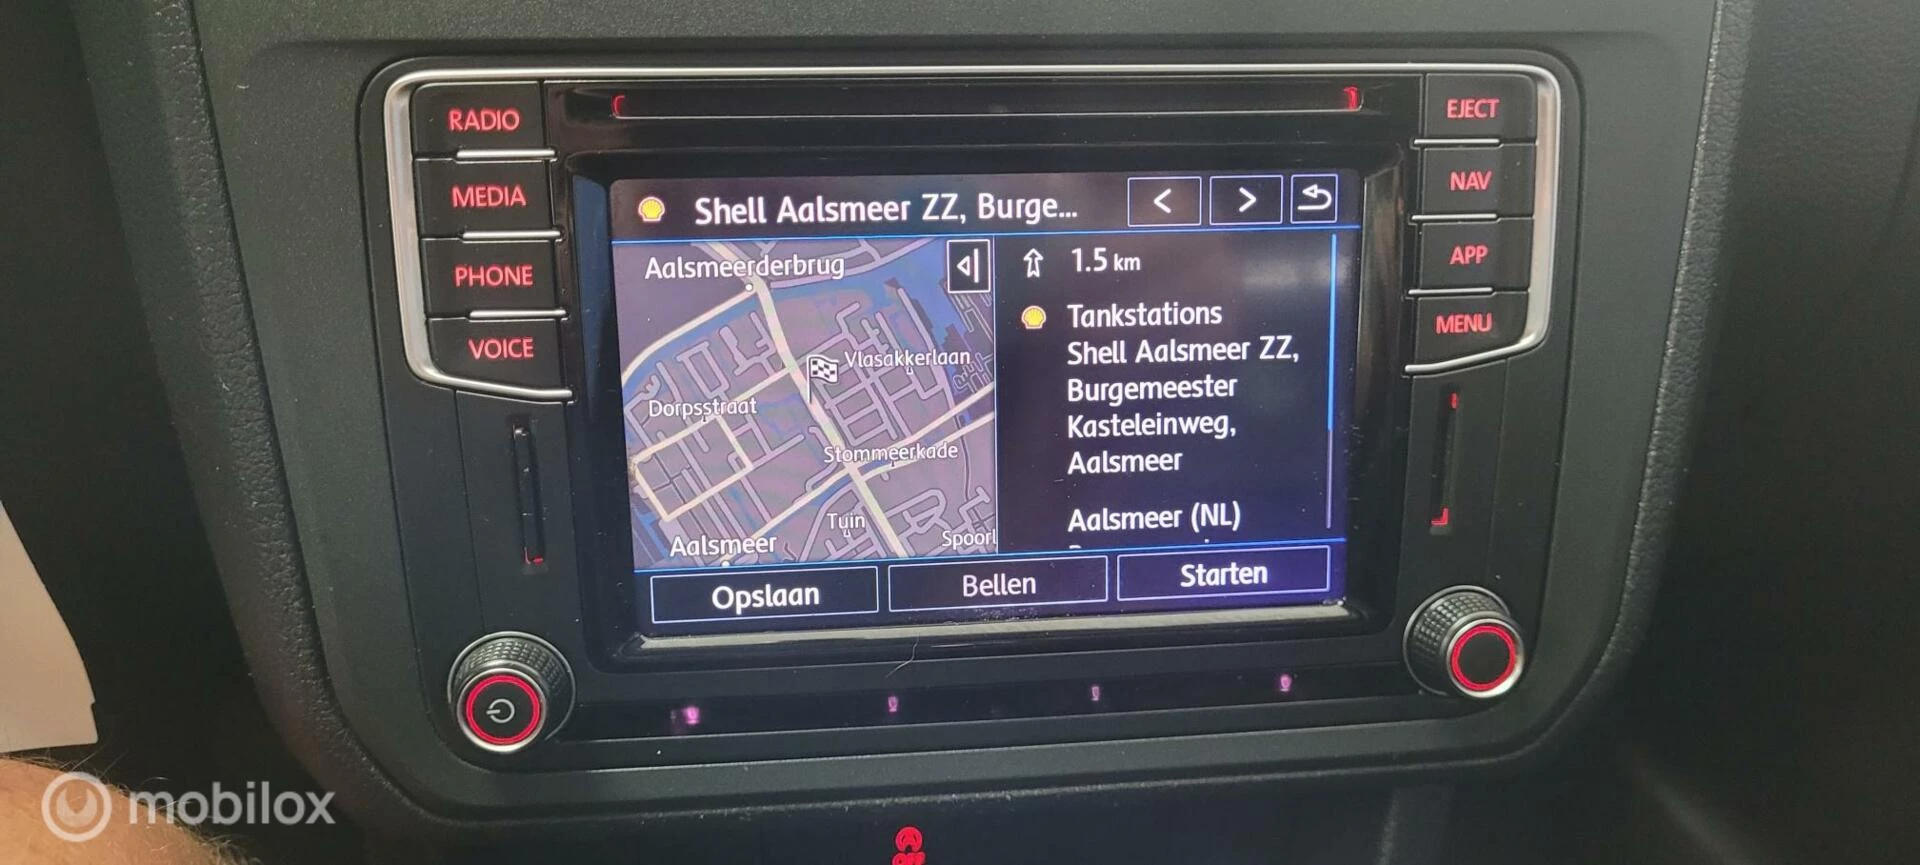 RADIO
MEDIA
PHONE
VOICE
EJECT
NAV
APP
MENU
Shell Aalsmeer ZZ, Burge...
< >
Aalsmeerderbrug
Vlasakkerlaan
Dorpsstraat
Stommeerkade
Tuin
Spoorl
Aalsmeer
1.5 km
Tankstations
Shell Aalsmeer ZZ,
Burgemeester
Kasteleinweg,
Aalsmeer
Aalsmeer (NL)
Opslaan
Bellen
Starten
OFF
mobilox